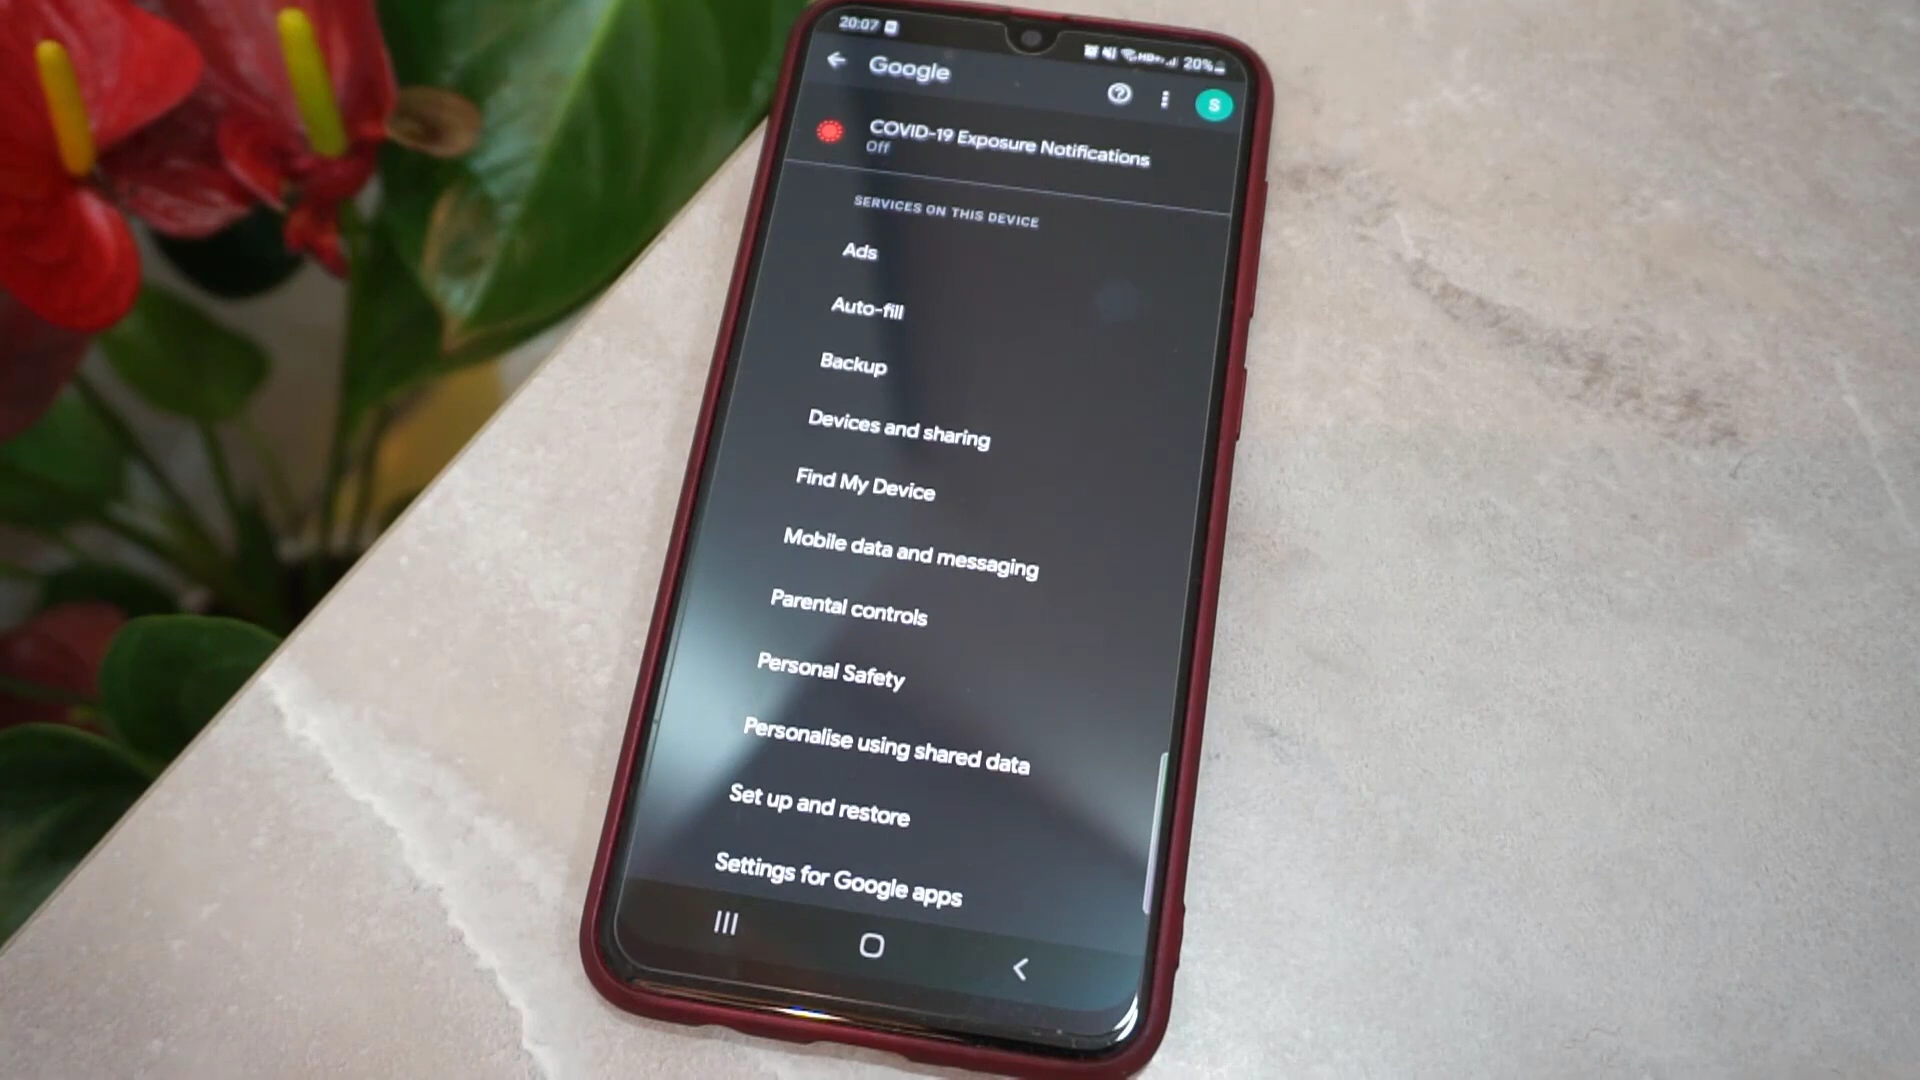 20:07
20%
Google
S
COVID-19 Exposure Notifications
Off
SERVICES ON THIS DEVICE
Ads
Auto-fill
Backup
Devices and sharing
Find My Device
Mobile data and messaging
Parental controls
Personal Safety
Personalise using shared data
Set up and restore
Settings for Google apps